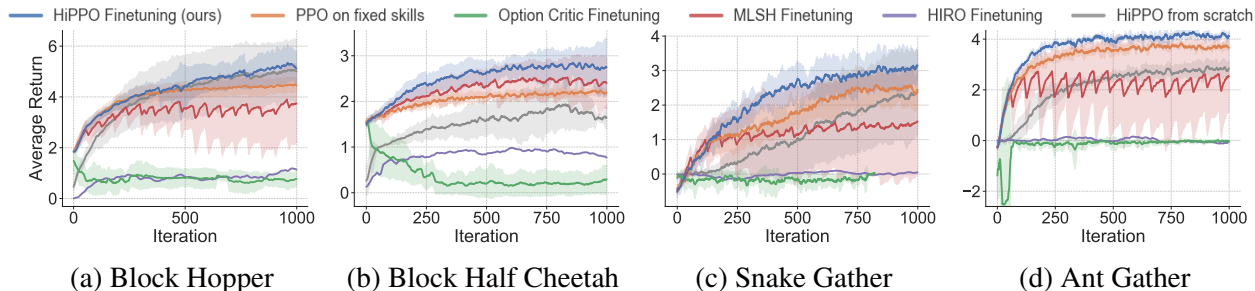 HiPPO Finetuning (ours) PPO on fixed skills Option Critic Finetuning MLSH Finetuning HIRO Finetuning HiPPO from scratch
Average Return
6
4
2
0
0 500 1000
Iteration
(a) Block Hopper
3
2
1
0
0 250 500 750 1000
Iteration
(b) Block Half Cheetah
4
3
2
1
0
0 250 500 750 1000
Iteration
(c) Snake Gather
4
2
0
−2
0 250 500 750 1000
Iteration
(d) Ant Gather